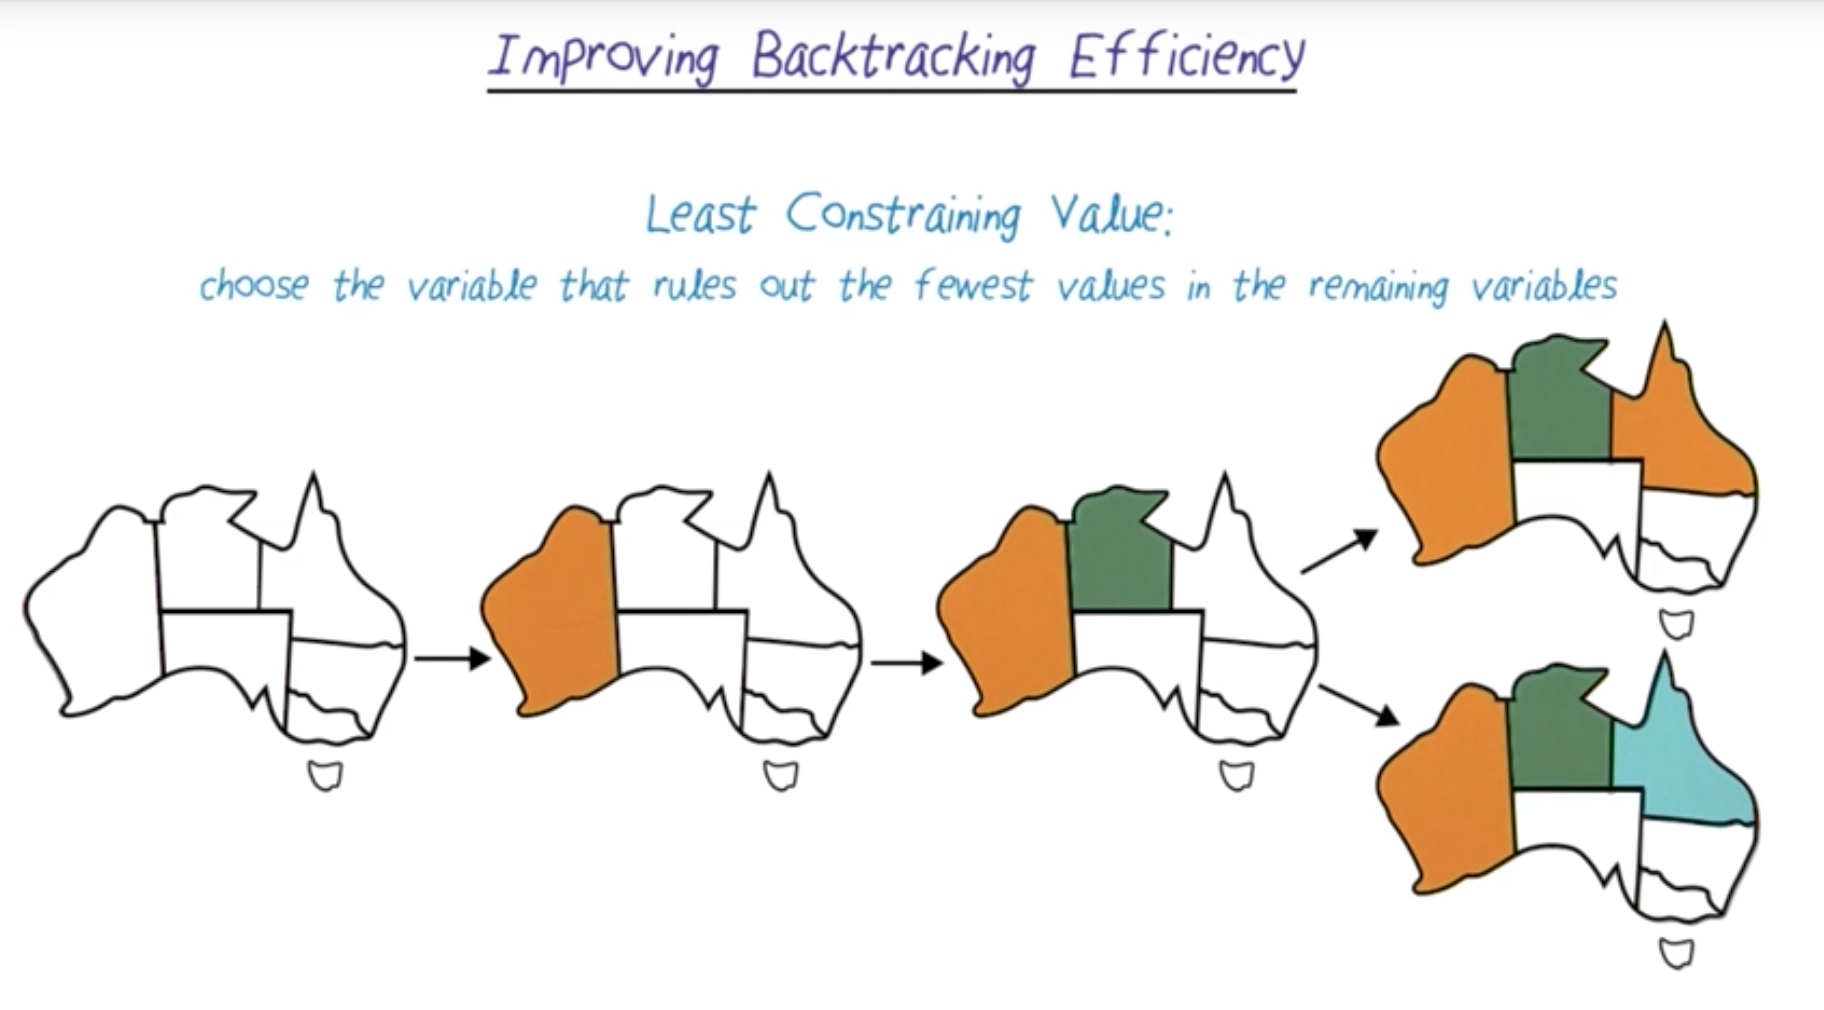 Improving Backtracking Efficiency
Least Constraining Value:
choose the variable that rules out the fewest values in the remaining variables